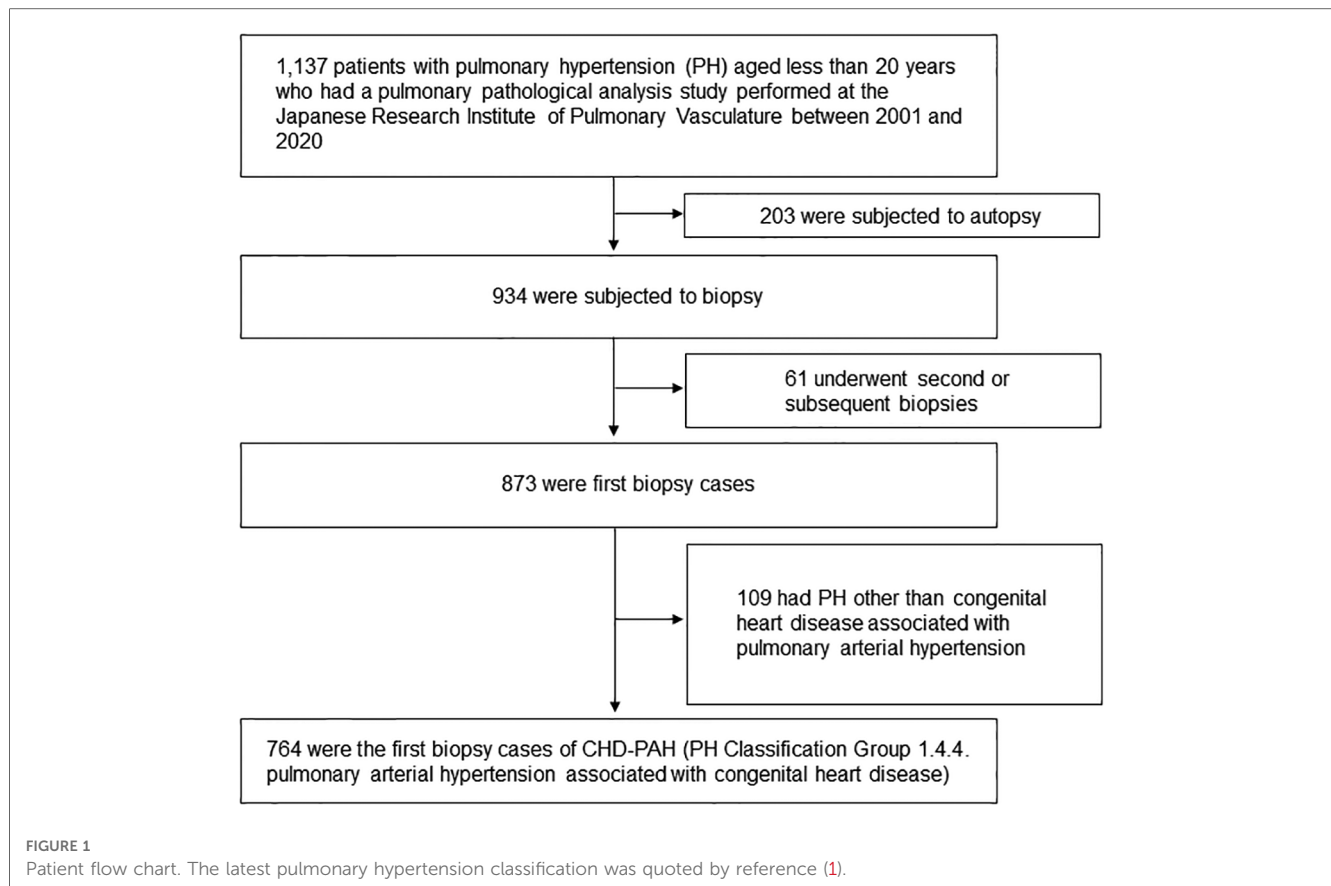 1,137 patients with pulmonary hypertension (PH) aged less than 20 years
who had a pulmonary pathological analysis study performed at the
Japanese Research Institute of Pulmonary Vasculature between 2001 and
2020
203 were subjected to autopsy
934 were subjected to biopsy
61 underwent second or
subsequent biopsies
873 were first biopsy cases
109 had PH other than congenital
heart disease associated with
pulmonary arterial hypertension
764 were the first biopsy cases of CHD-PAH (PH Classification Group 1.4.4.
pulmonary arterial hypertension associated with congenital heart disease)
FIGURE 1
Patient flow chart. The latest pulmonary hypertension classification was quoted by reference (1).